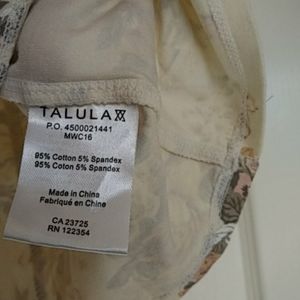 TALULA
P.O. 4500021441
MWC16
95% Cotton 5% Spandex
95% Coton 5% Spandex
Made in China
Fabriqué en Chine
CA 23725
RN 122354